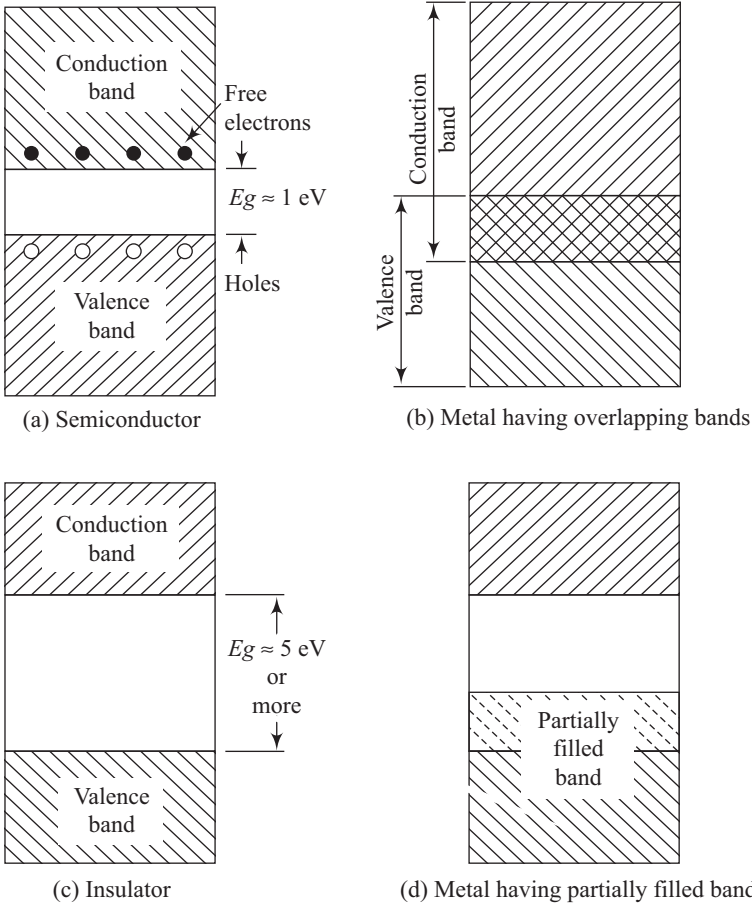 Conduction
band
Free
electrons
Eg ≈ 1 eV
Holes
Valence
band
(a) Semiconductor
Conduction
band
Valence
band
(b) Metal having overlapping bands
Conduction
band
Eg ≈ 5 eV
or
more
Valence
band
(c) Insulator
Partially
filled
band
(d) Metal having partially filled band